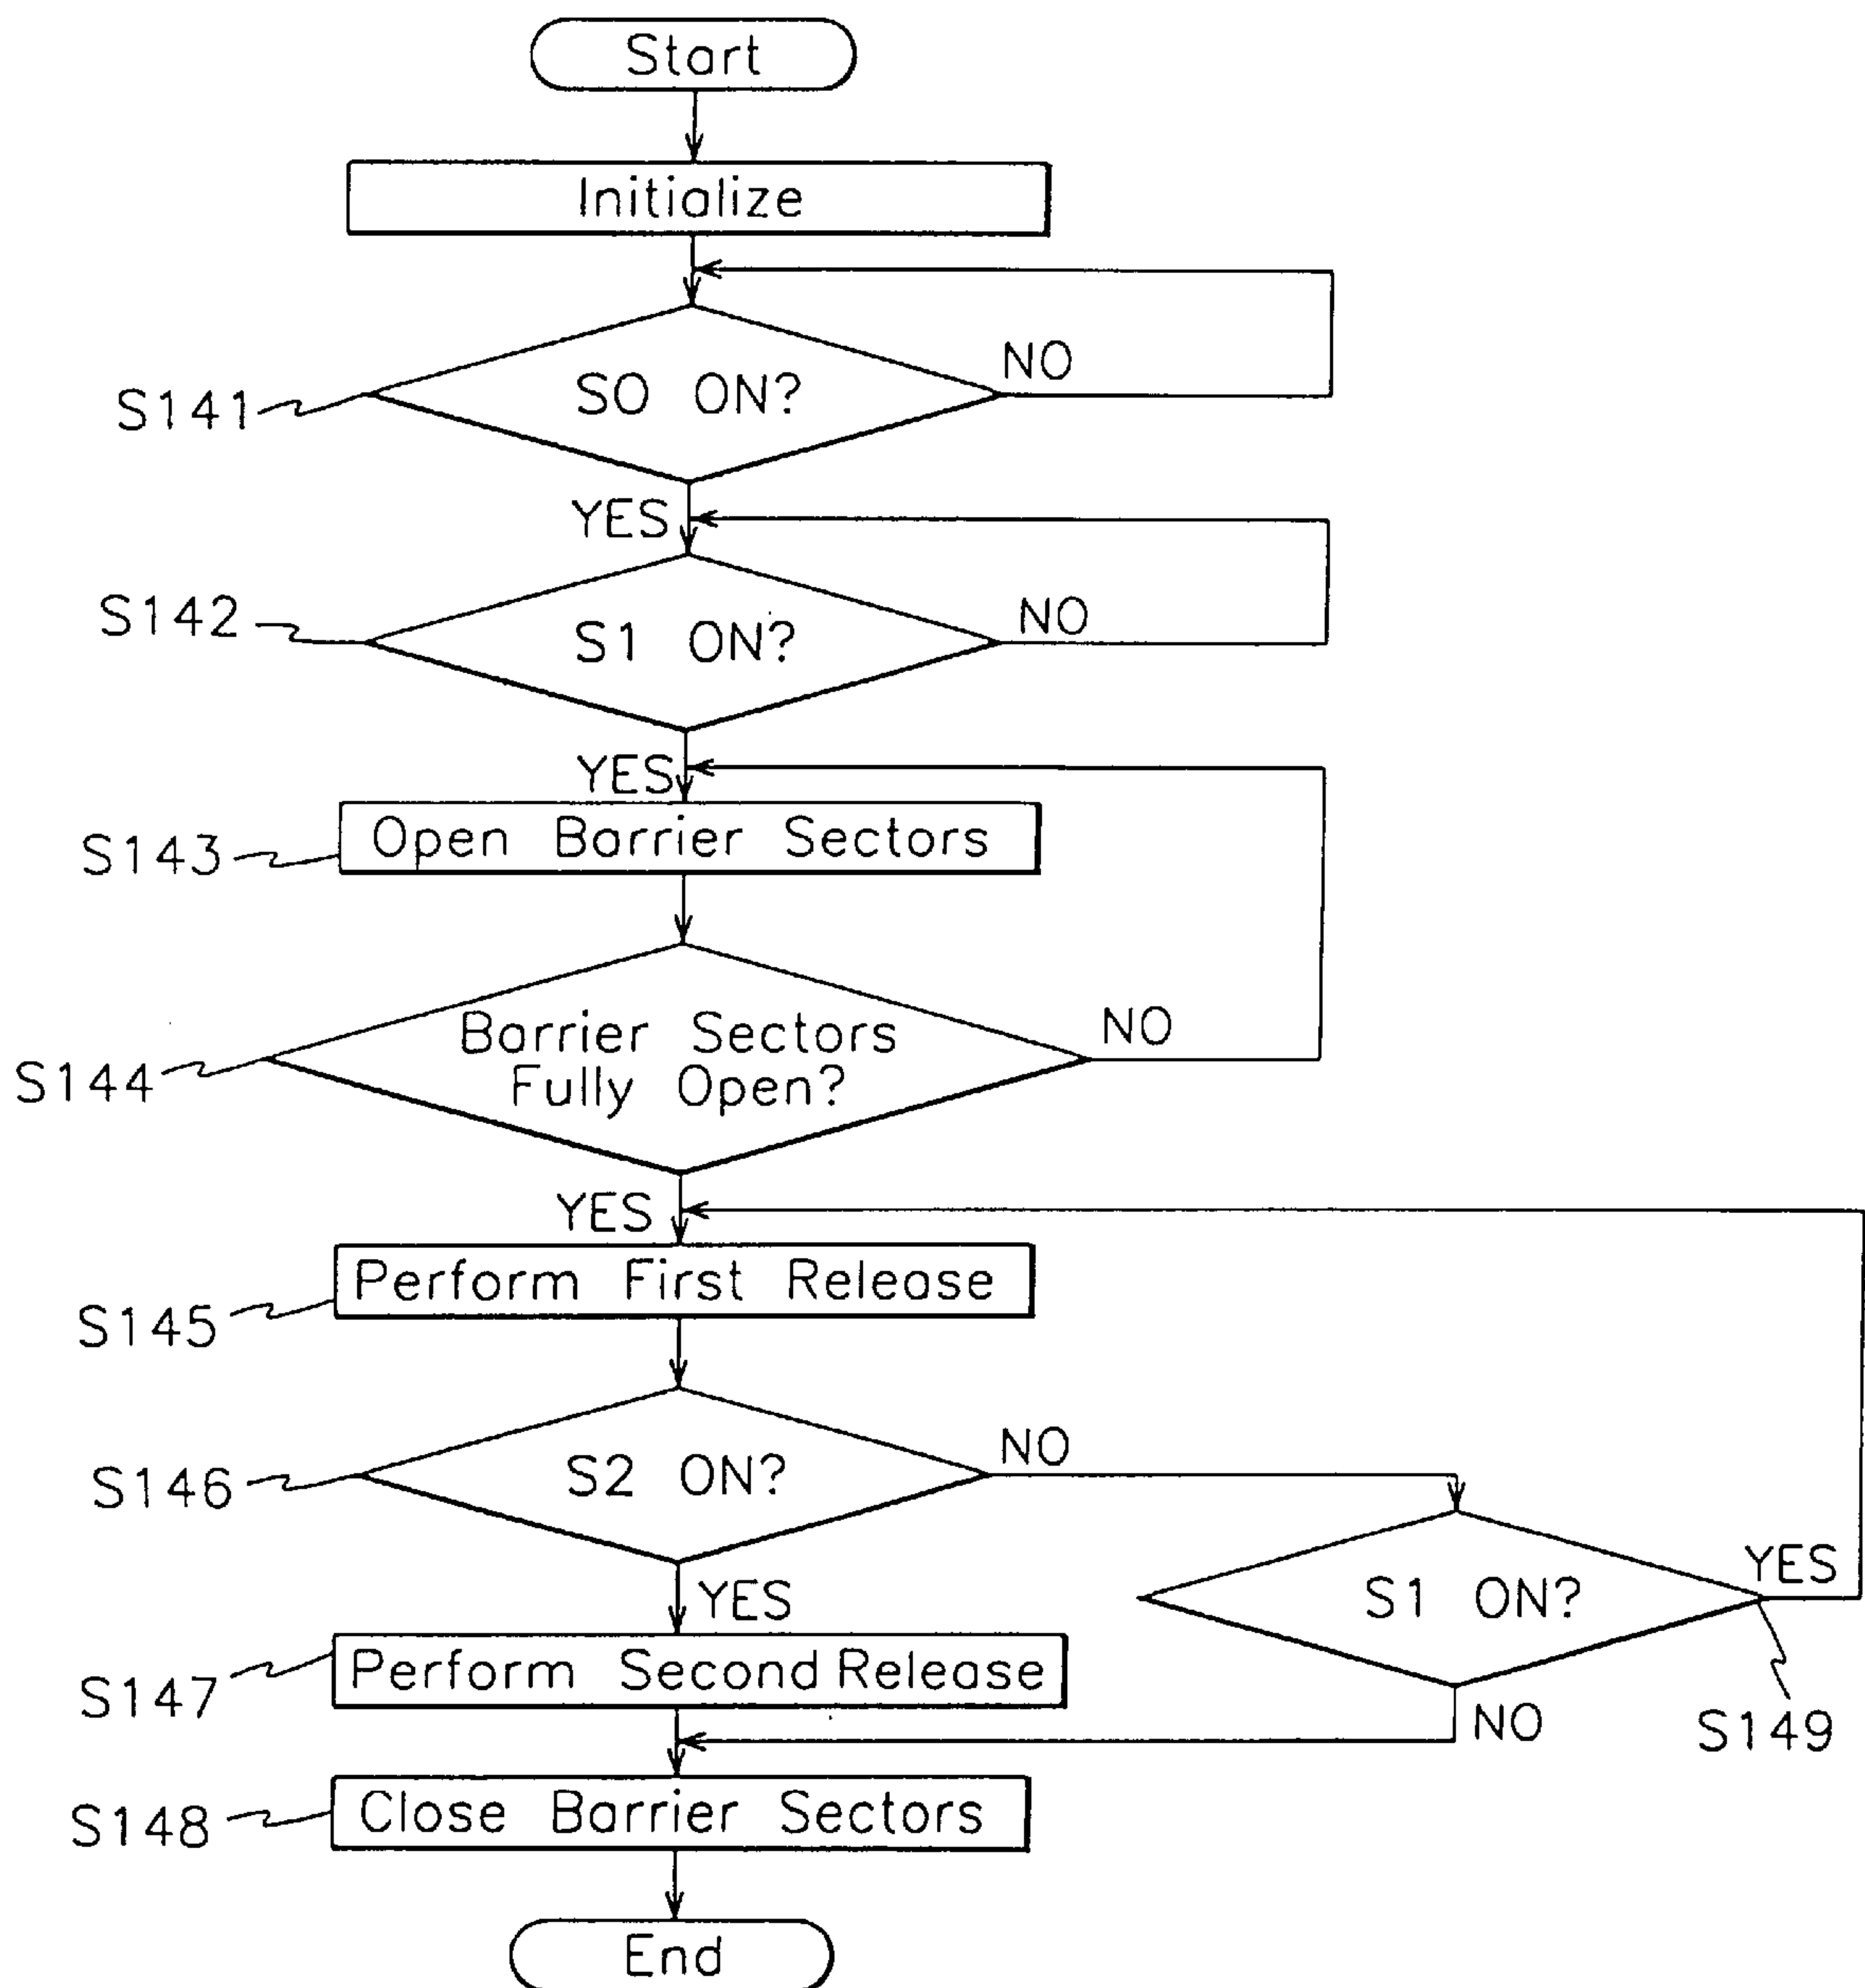 Start
Initialize
S141
SO ON?
NO
YES
S142
S1 ON?
NO
YES
S143
Open Barrier Sectors
S144
Barrier Sectors
Fully Open?
NO
YES
S145
Perform First Release
S146
S2 ON?
NO
YES
S1 ON?
YES
S149
NO
S147
Perform Second Release
S148
Close Barrier Sectors
End